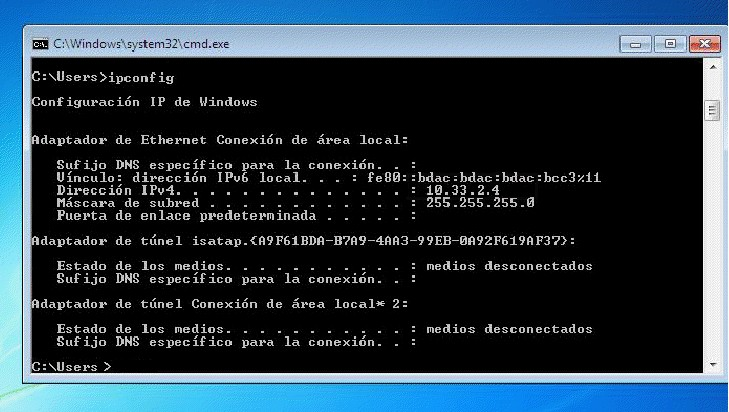 C:\Windows\system32\cmd.exe
C:\Users>ipconfig
Configuración IP de Windows
Adaptador de Ethernet Conexión de área local:
Sufijo DNS específico para la conexión. . :
Vínculo: dirección IPv6 local. . . : fe80::bdac:bdac:bdac:bcc3%11
Dirección IPv4. . . . . . . . . . . . . . : 10.33.2.4
Máscara de subred . . . . . . . . . . . . : 255.255.255.0
Puerta de enlace predeterminada . . . . . :
Adaptador de túnel isatap.{A9F61BDA-B7A9-4AA3-99EB-0A92F619AF37}:
Estado de los medios. . . . . . . . . . . : medios desconectados
Sufijo DNS específico para la conexión. . :
Adaptador de túnel Conexión de área local* 2:
Estado de los medios. . . . . . . . . . . : medios desconectados
Sufijo DNS específico para la conexión. . :
C:\Users >